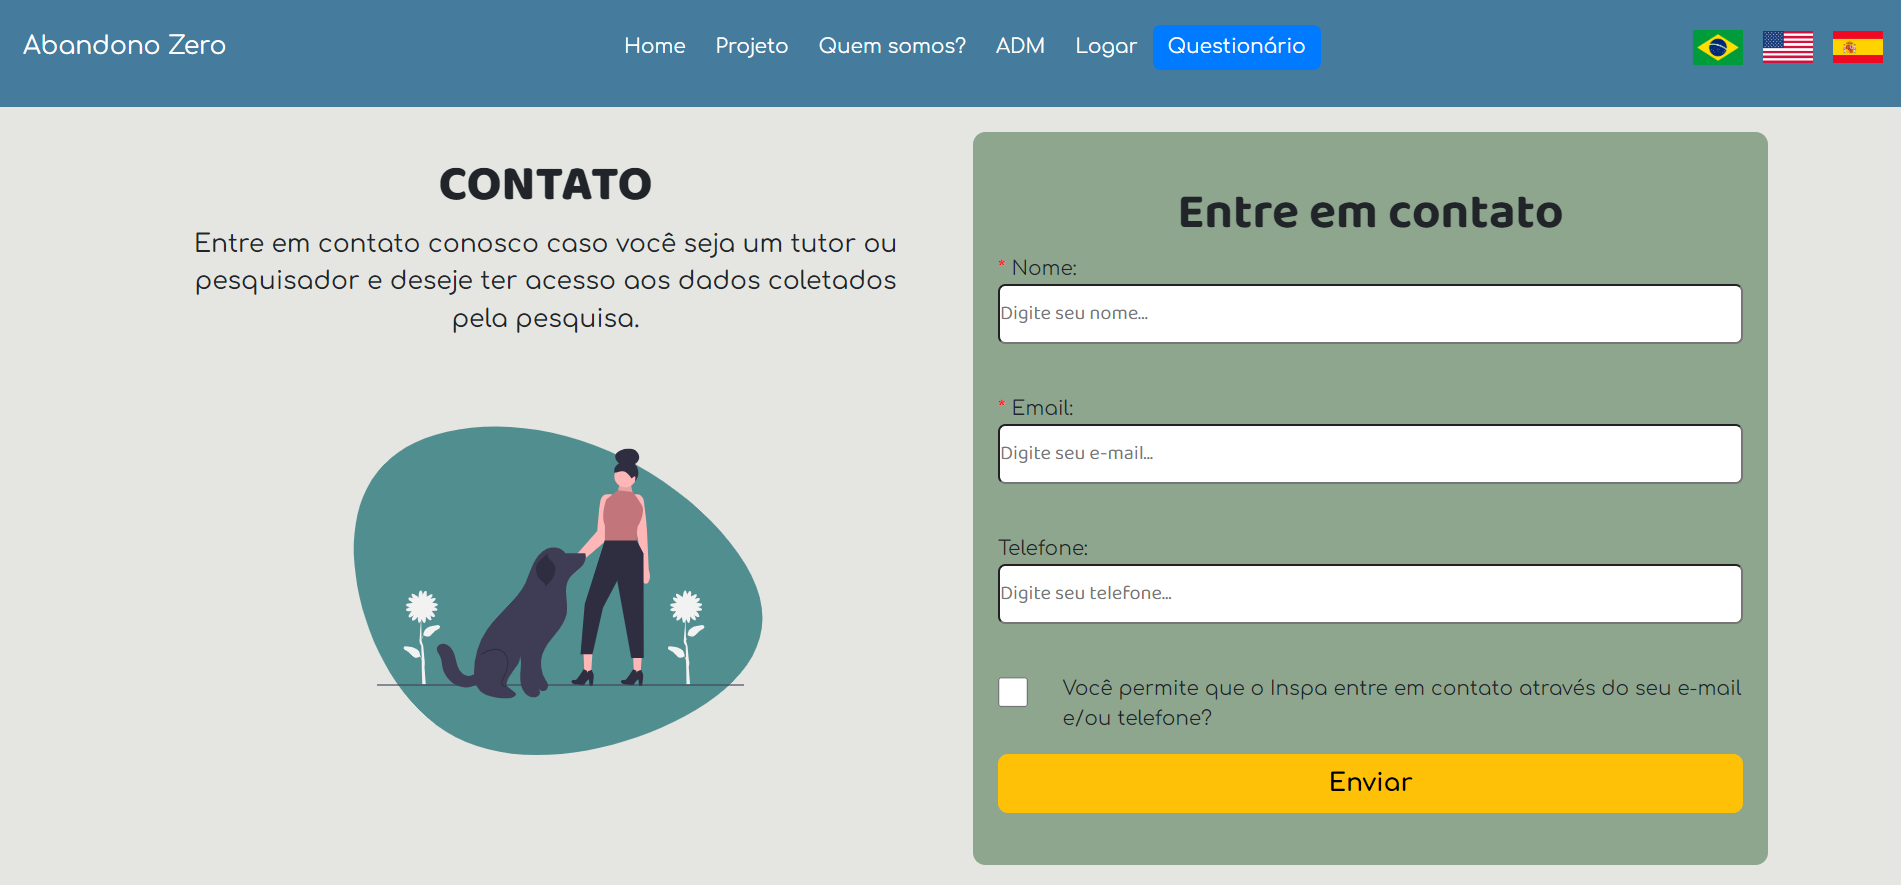 Abandono Zero
Home Projeto Quem somos? ADM Logar Questionário
CONTATO
Entre em contato conosco caso você seja um tutor ou
pesquisador e deseje ter acesso aos dados coletados
pela pesquisa.
Entre em contato
* Nome:
Digite seu nome...
* Email:
Digite seu e-mail...
Telefone:
Digite seu telefone...
Você permite que o Inspa entre em contato através do seu e-mail
e/ou telefone?
Enviar